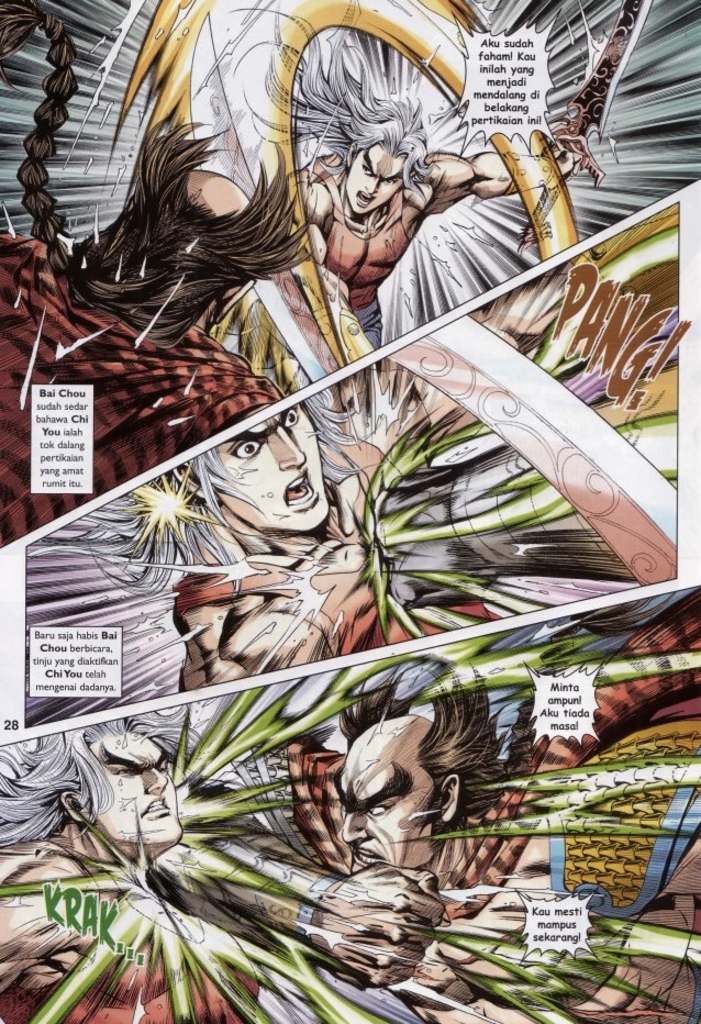 Aku sudah
faham! Kau
inilah yang
menjadi
mendalang di
belakang
pertikaian ini!
Bai Chou
sudah sedar
bahawa Chi
You ialah
tok dalang
pertikaian
yang amat
rumit itu.
PANG!
Baru saja habis Bai
Chou berbicara,
tinju yang diaktifkan
Chi You telah
mengenai dadanya.
28
Minta
ampun!
Aku tiada
masa!
KRAK...
Kau mesti
mampus
sekarang!